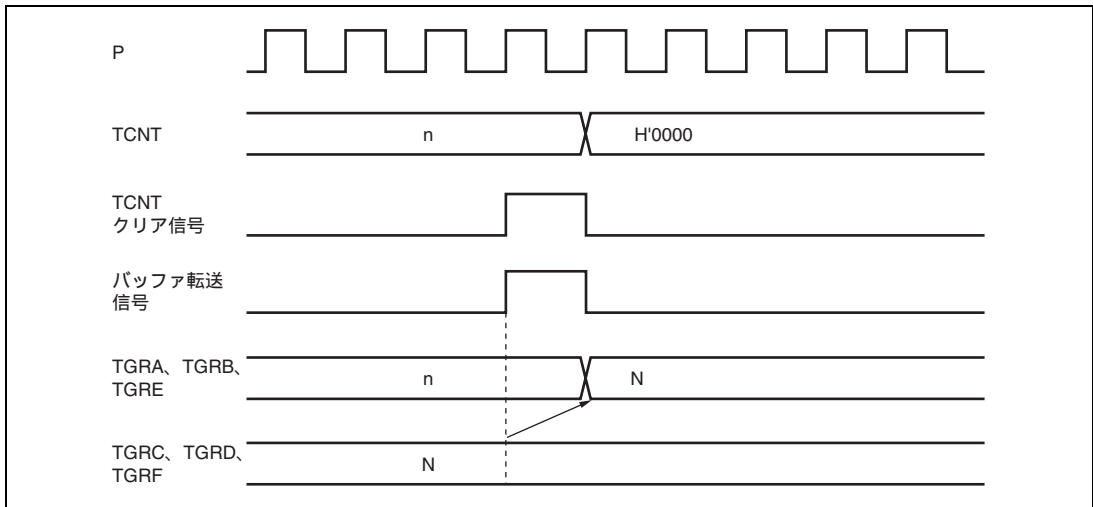 P
TCNT
n
H'0000
TCNT
クリア信号
バッファ転送
信号
TGRA、TGRB、
TGRE
n
N
TGRC、TGRD、
TGRF
N